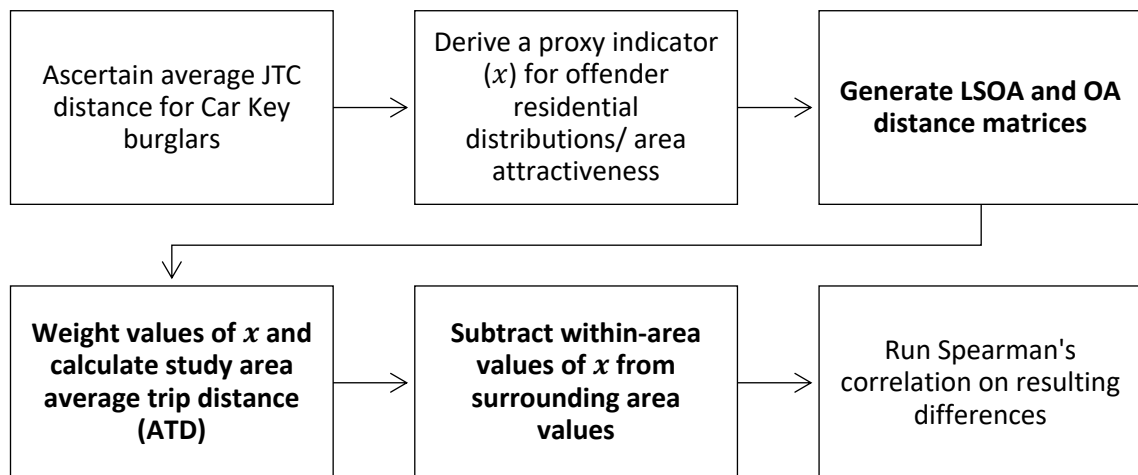 Ascertain average JTC
distance for Car Key
burglars
Derive a proxy indicator
(𝑥) for offender
residential
distributions/ area
attractiveness
Generate LSOA and OA
distance matrices
Weight values of 𝒙 and
calculate study area
average trip distance
(ATD)
Subtract within-area
values of 𝒙 from
surrounding area
values
Run Spearman's
correlation on resulting
differences